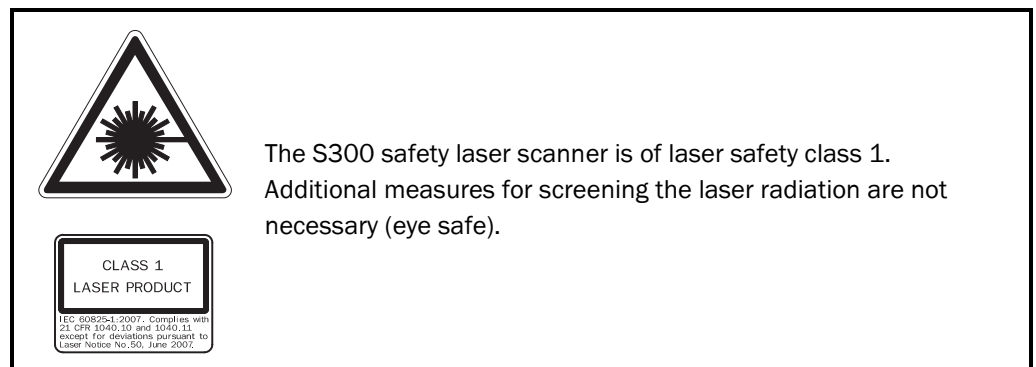 The S300 safety laser scanner is of laser safety class 1.
Additional measures for screening the laser radiation are not
necessary (eye safe).
CLASS 1
LASER PRODUCT
IEC 60825-1:2007. Complies with
21 CFR 1040.10 and 1040.11
except for deviations pursuant to
Laser Notice No.50, June 2007.